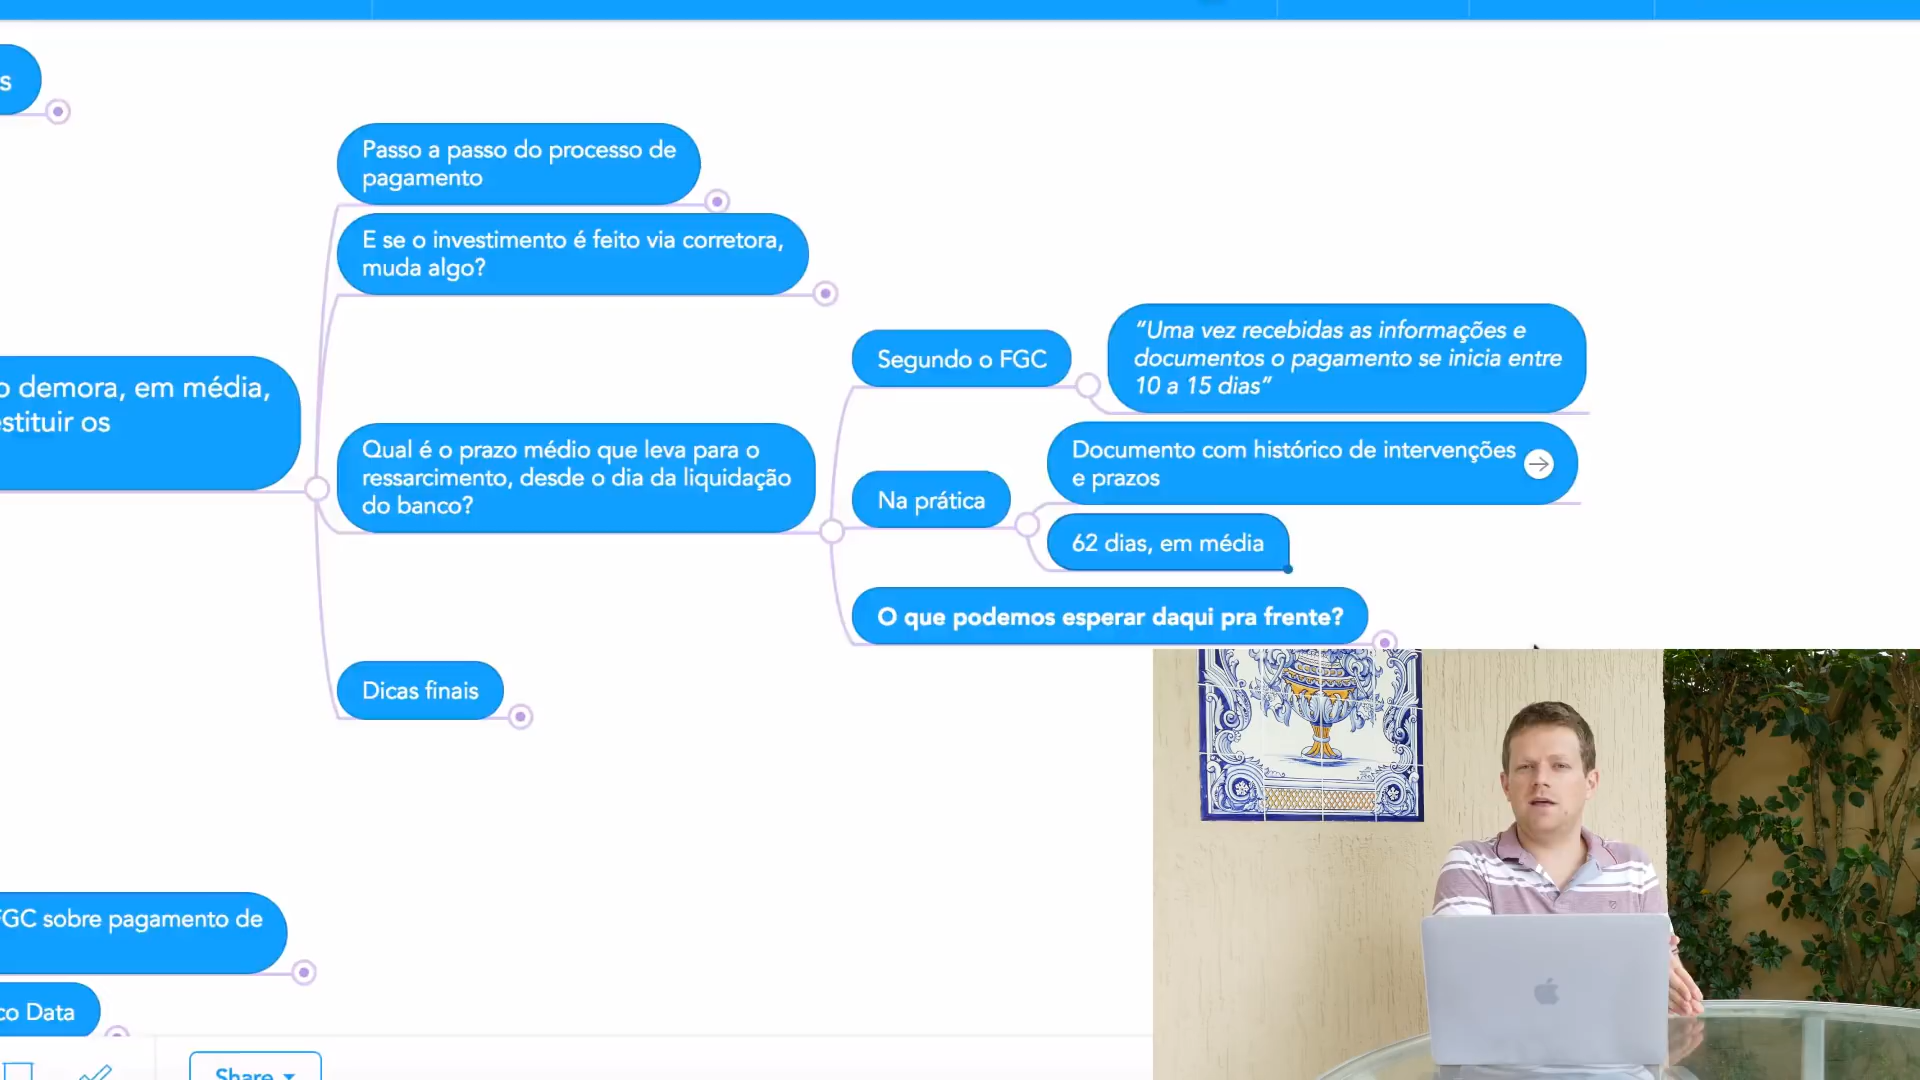 s
Passo a passo do processo de
pagamento
E se o investimento é feito via corretora,
muda algo?
o demora, em média,
estituir os
Qual é o prazo médio que leva para o
ressarcimento, desde o dia da liquidação
do banco?
Segundo o FGC
“Uma vez recebidas as informações e
documentos o pagamento se inicia entre
10 a 15 dias”
Na prática
Documento com histórico de intervenções
e prazos
62 dias, em média
O que podemos esperar daqui pra frente?
Dicas finais
FGC sobre pagamento de
co Data
Share